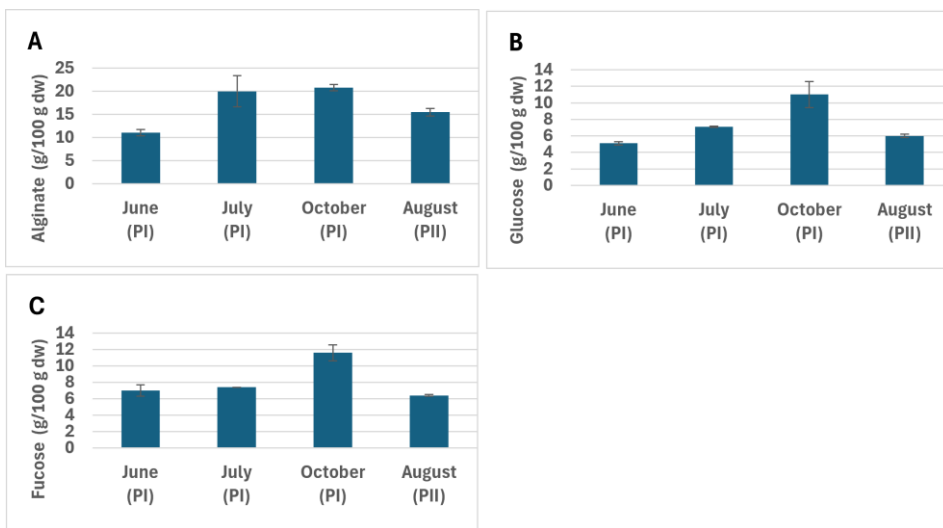 A
Alginate (g/100 g dw)
25
20
15
10
5
0
June July October August
(PI) (PI) (PI) (PII)
B
Glucose (g/100 g dw)
14
12
10
8
6
4
2
0
June July October August
(PI) (PI) (PI) (PII)
C
Fucose (g/100 g dw)
14
12
10
8
6
4
2
0
June July October August
(PI) (PI) (PI) (PII)